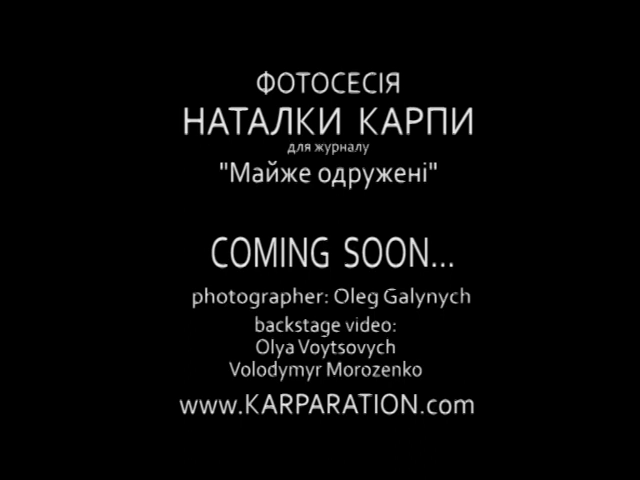 ФОТОСЕСІЯ
НАТАЛКИ КАРПИ
для журналу
"Майже одружені"
COMING SOON...
photographer: Oleg Galynych
backstage video:
Olya Voytsovych
Volodymyr Morozenko
www.KARPARATION.com